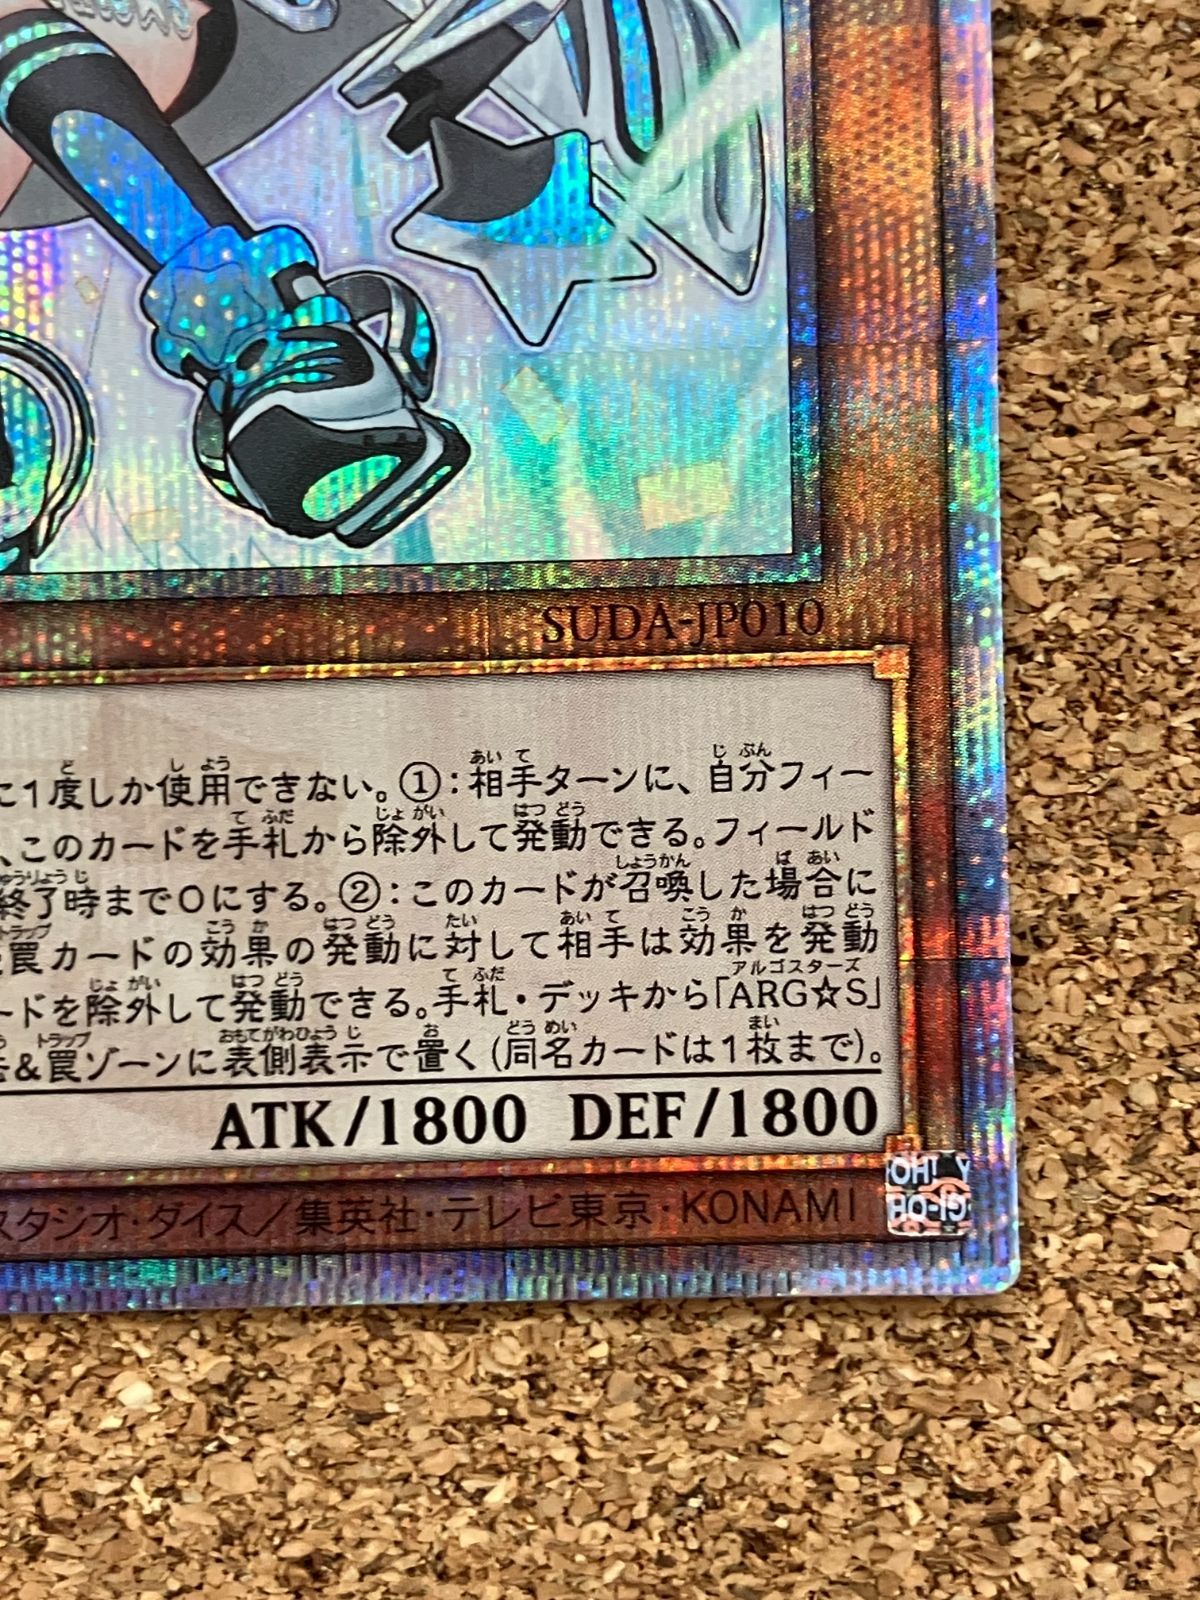 SUDA-JP010
に1度しか使用できない。①:相手ターンに、自分フィー
、このカードを手札から除外して発動できる。フィールド
終了時まで0にする。②:このカードが召喚した場合に
罠カードの効果の発動に対して相手は効果を発動
ードを除外して発動できる。手札・デッキから「ARG☆S」
&罠ゾーンに表側表示で置く(同名カードは1枚まで)。
ATK/1800 DEF/1800
スタジオ・ダイス/集英社・テレビ東京・KONAMI